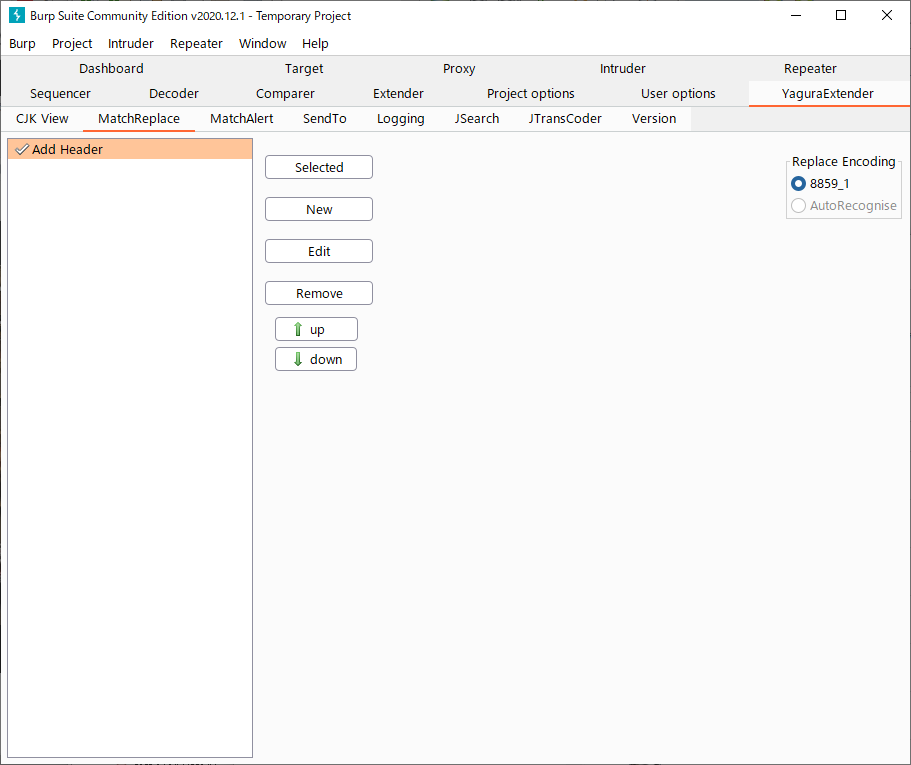 Burp Suite Community Edition v2020.12.1 - Temporary Project
Burp Project Intruder Repeater Window Help
Dashboard Target Proxy Intruder Repeater
Sequencer Decoder Comparer Extender Project options User options YaguraExtender
CJK View MatchReplace MatchAlert SendTo Logging JSearch JTransCoder Version
Add Header
Selected
New
Edit
Remove
up
down
Replace Encoding
8859_1
AutoRecognise